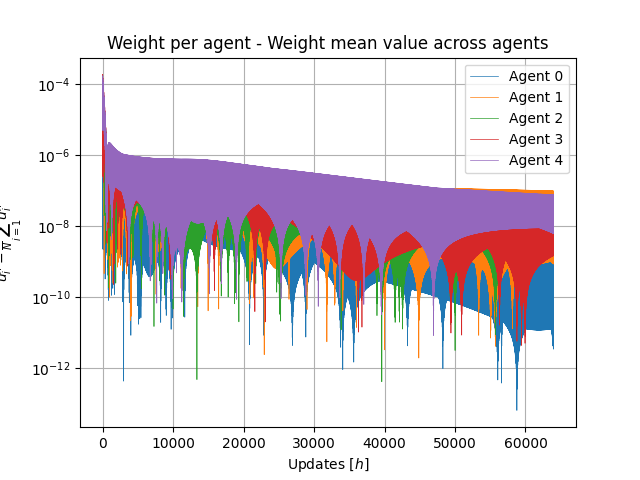 Weight per agent - Weight mean value across agents
10⁻⁴
10⁻⁶
10⁻⁸
10⁻¹⁰
10⁻¹²
0 10000 20000 30000 40000 50000 60000
Updates [h]
Agent 0
Agent 1
Agent 2
Agent 3
Agent 4